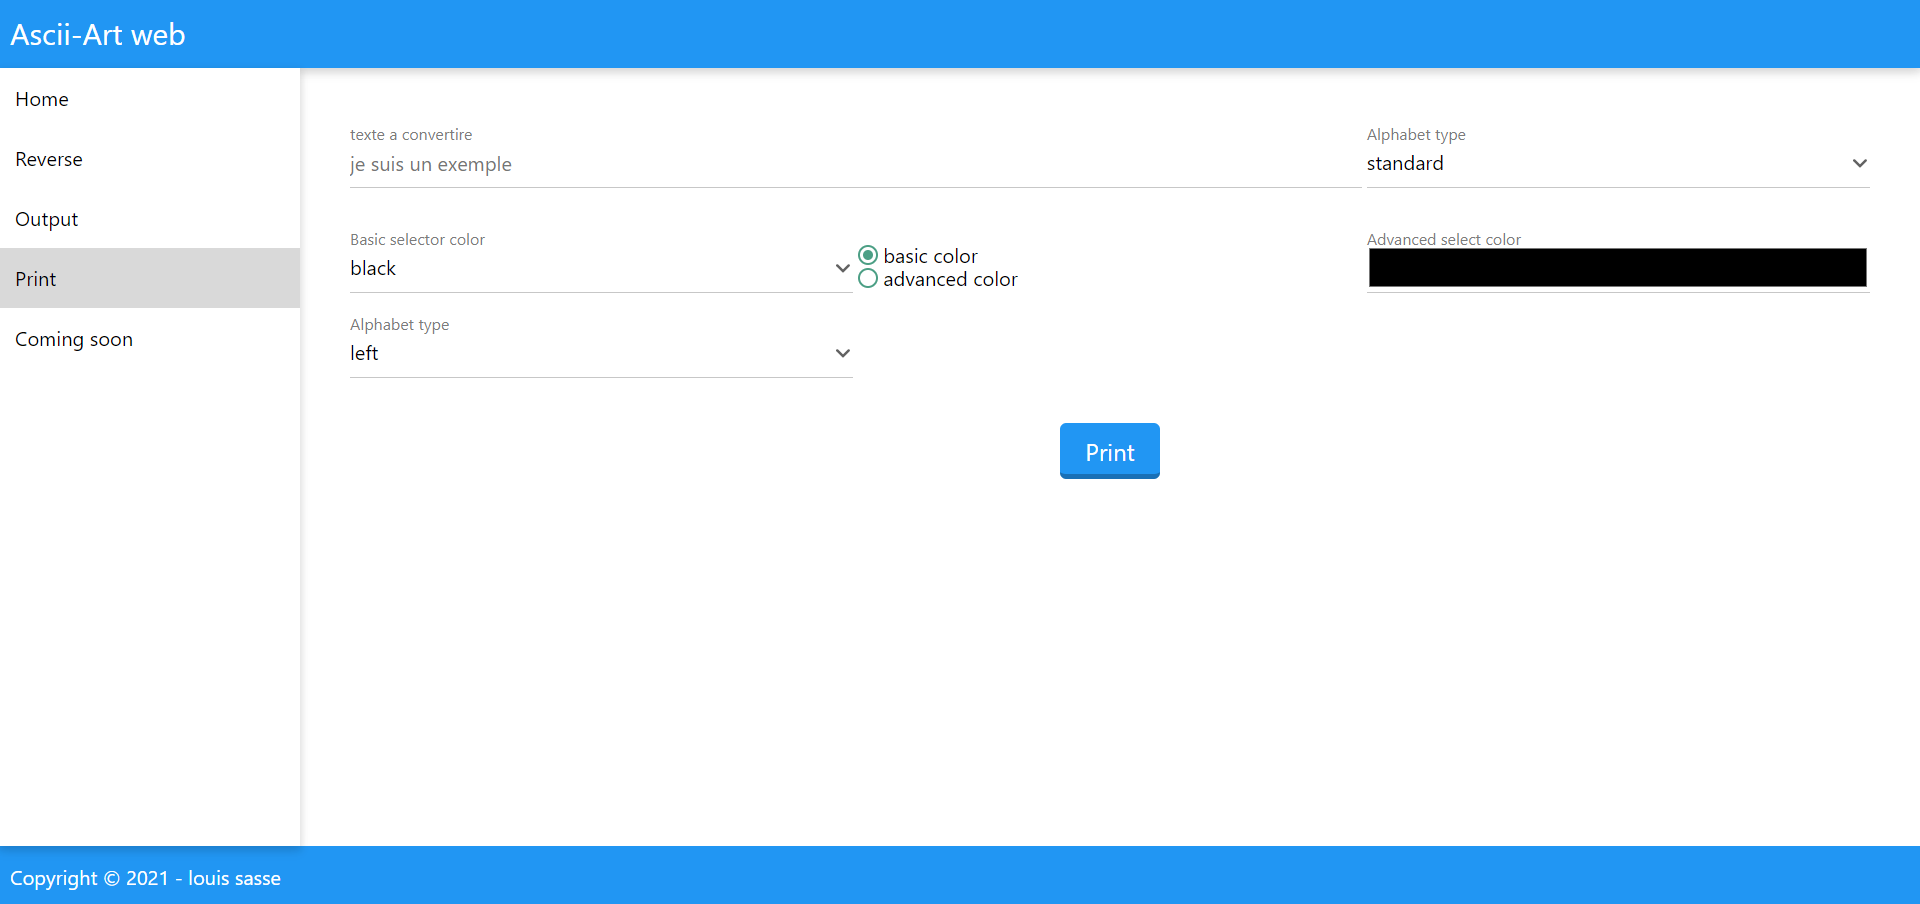 Ascii-Art web
Home
Reverse
Output
Print
Coming soon
texte a convertire
je suis un exemple
Alphabet type
standard
Basic selector color
black
basic color
advanced color
Advanced select color
Alphabet type
left
Print
Copyright © 2021 - louis sasse